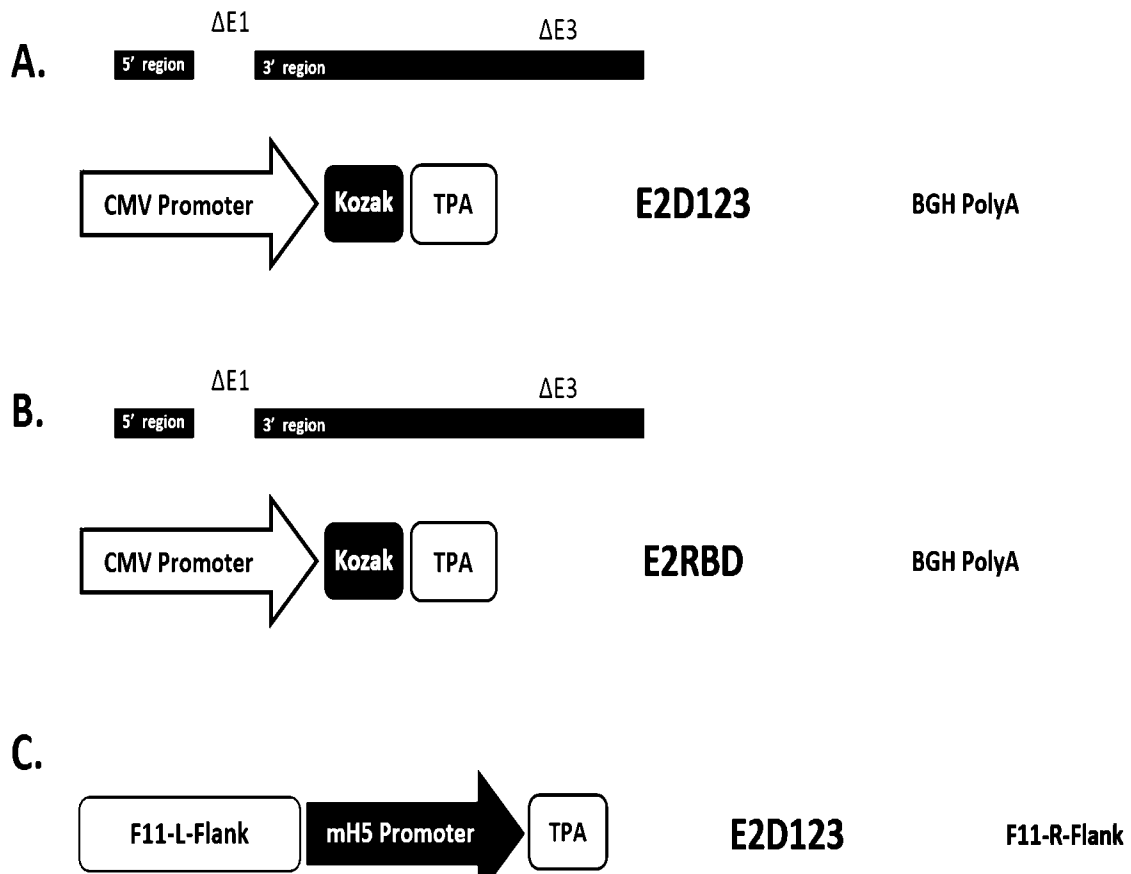 A.
ΔE1
ΔE3
5' region
3' region
CMV Promoter
Kozak
TPA
E2D123
BGH PolyA
B.
ΔE1
ΔE3
5' region
3' region
CMV Promoter
Kozak
TPA
E2RBD
BGH PolyA
C.
F11-L-Flank
mH5 Promoter
TPA
E2D123
F11-R-Flank